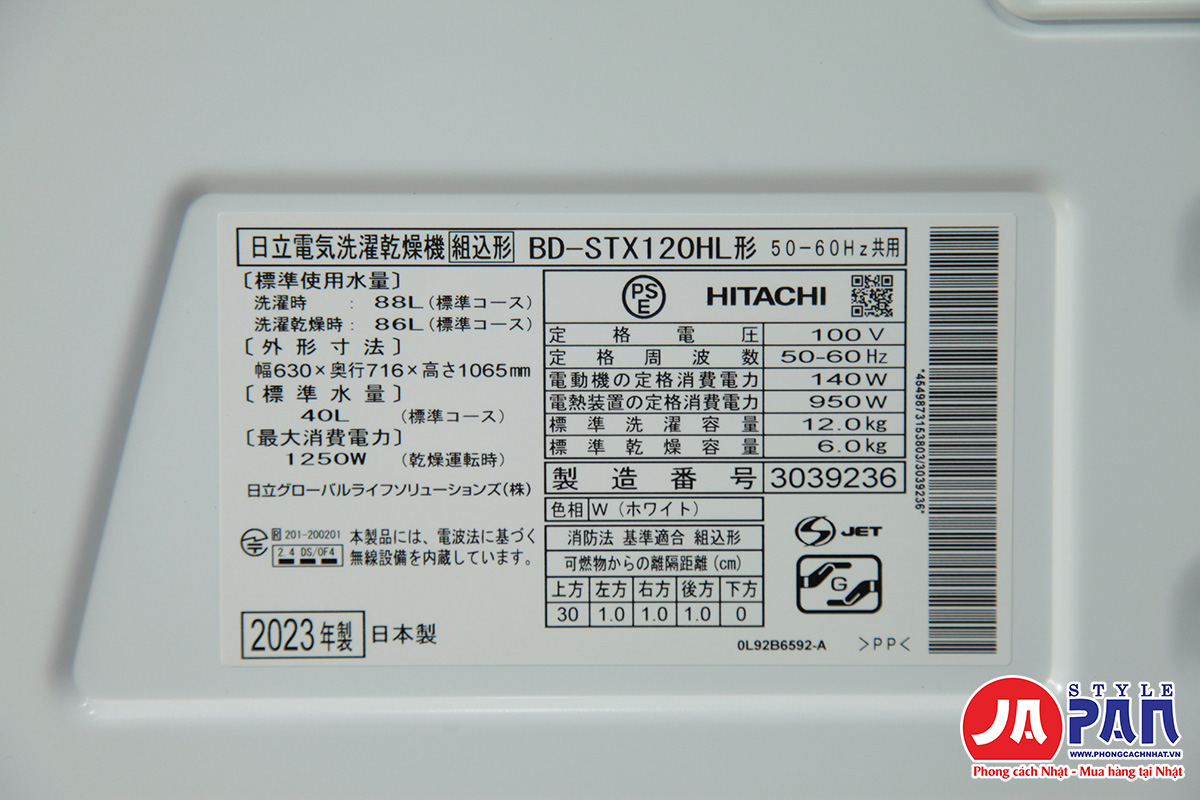 日立電気洗濯乾燥機 組込形 BD-STX120HL形 50-60Hz共用
〔標準使用水量〕
洗濯時 : 88L(標準コース)
洗濯乾燥時: 86L(標準コース)
〔外形寸法〕
幅630×奥行716×高さ1065mm
〔標準水量〕
40L (標準コース)
〔最大消費電力〕
1250W (乾燥運転時)
日立グローバルライフソリューションズ(株)
R 201-200201
2.4 DS/OF4
本製品には、電波法に基づく
無線設備を内蔵しています。
2023年製 日本製
PSE HITACHI
定格電圧 100V
定格周波数 50-60Hz
電動機の定格消費電力 140W
電熱装置の定格消費電力 950W
標準洗濯容量 12.0kg
標準乾燥容量 6.0kg
製造番号 3039236
色相 W(ホワイト)
消防法 基準適合 組込形
可燃物からの離隔距離(cm)
上方 左方 右方 後方 下方
30 1.0 1.0 1.0 0
S JET
G
0L92B6592-A >PP<
*4549873153803/3039236*
STYLE
JAPAN
WWW.PHONGCACHNHAT.VN
Phong cách Nhật - Mua hàng tại Nhật